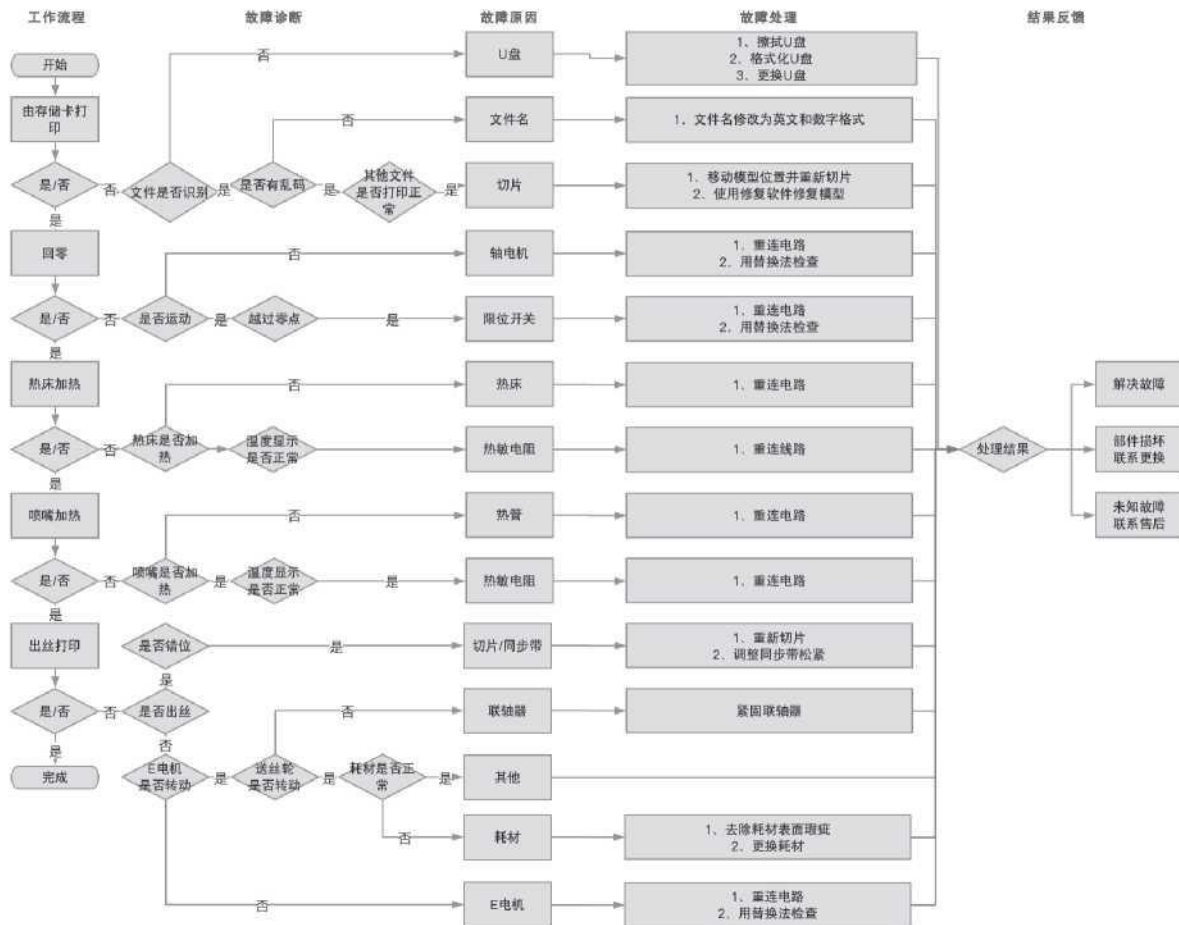 工作流程
故障诊断
故障原因
故障处理
结果反馈
开始
否
U盘
1、擦拭U盘
2、格式化U盘
3、更换U盘
由存储卡打
印
否
文件名
1、文件名修改为英文和数字格式
是/否
否
文件是否识别
是
是否有乱码
是
其他文件
是否打印正
常
是
切片
1、移动模型位置并重新切片
2、使用修复软件修复模型
是
回零
否
轴电机
1、重连电路
2、用替换法检查
是/否
否
是否运动
是
越过零点
是
限位开关
1、重连电路
2、用替换法检查
是
热床加热
否
热床
1、重连电路
解决故障
是/否
否
热床是否加
热
温度显示
是否正常
热敏电阻
1、重连线路
处理结果
部件损坏
联系更换
是
喷嘴加热
否
热管
1、重连电路
未知故障
联系售后
是/否
否
喷嘴是否加
热
是
温度显示
是否正常
是
热敏电阻
1、重连电路
是
出丝打印
是否错位
是
切片/同步带
1、重新切片
2、调整同步带松紧
是
是/否
否
是否出丝
否
联轴器
紧固联轴器
是
否
完成
E电机
是否转动
是
送丝轮
是否转动
是
耗材是否正
常
是
其他
否
耗材
1、去除耗材表面瑕疵
2、更换耗材
否
E电机
1、重连电路
2、用替换法检查